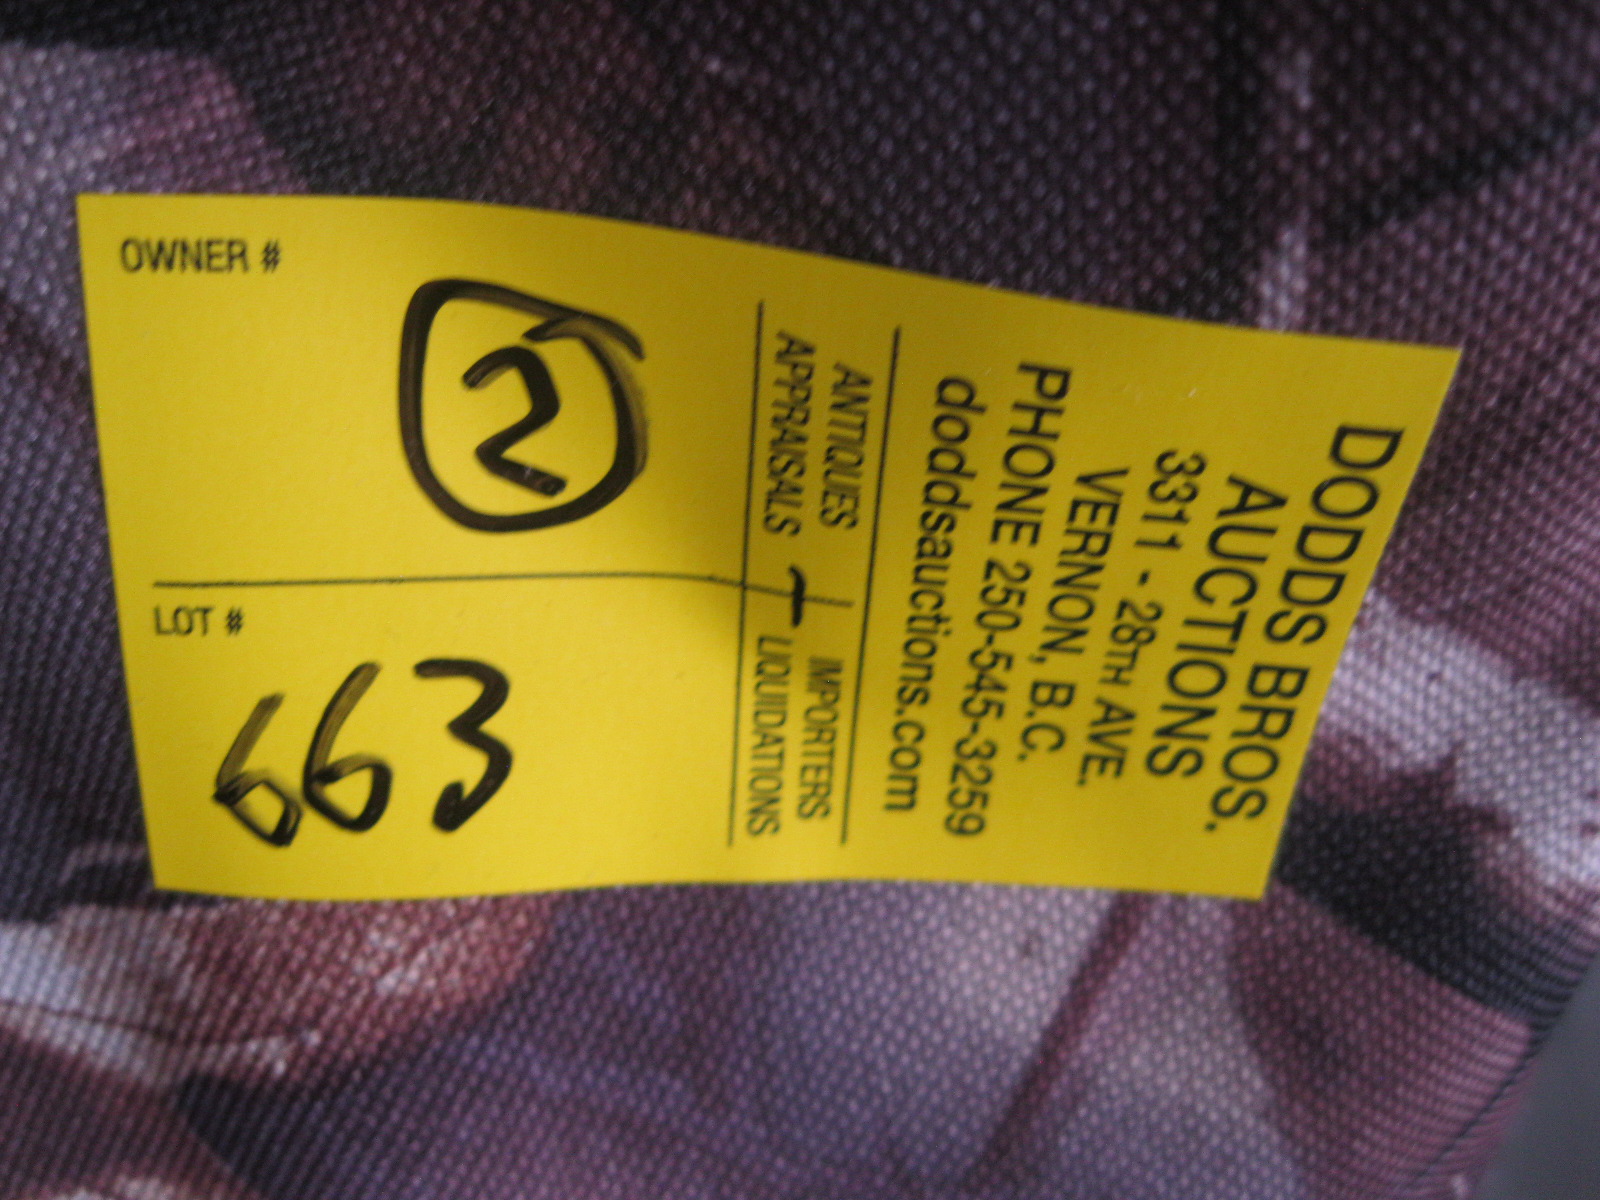 DODDS BROS.
AUCTIONS
3311 - 28TH AVE.
VERNON, B.C.
PHONE 250-545-3259
doddsauctions.com
ANTIQUES IMPORTERS
APPRAISALS LIQUIDATIONS
OWNER #
2
LOT #
663